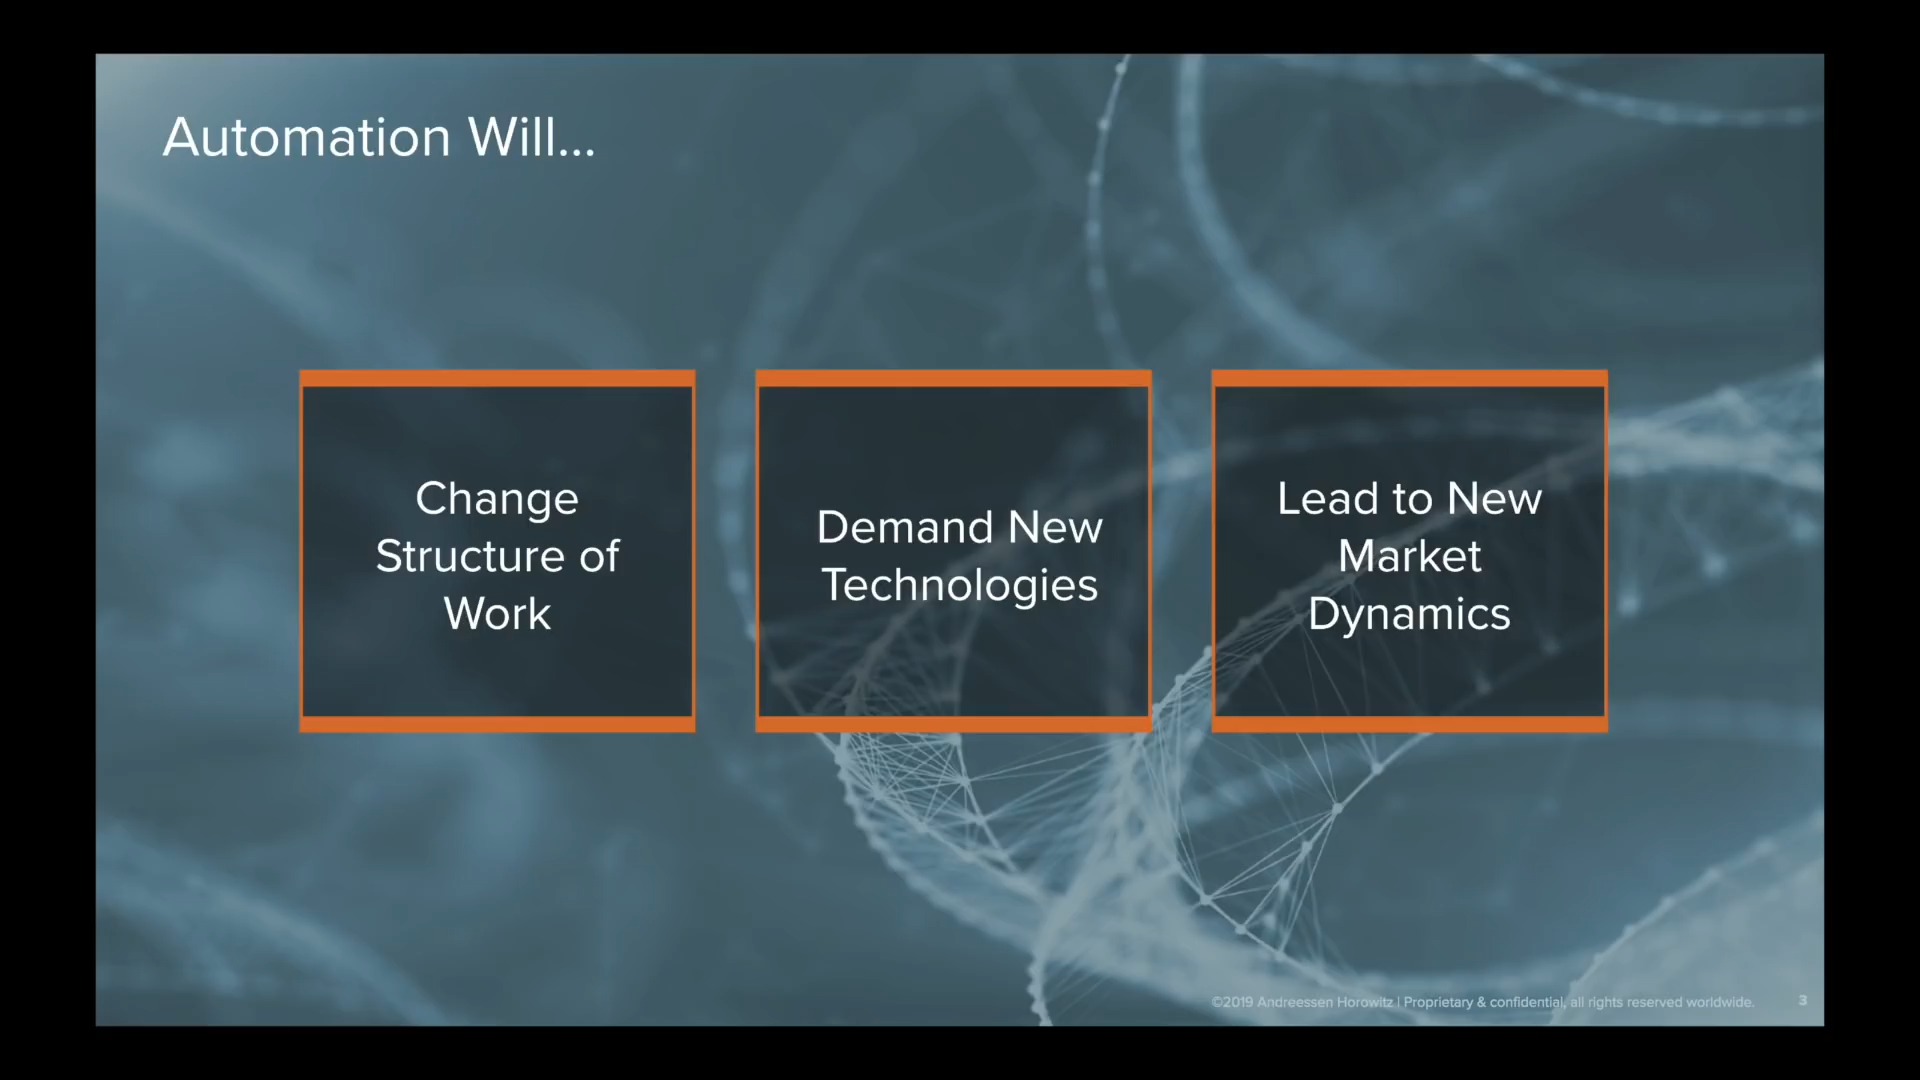 Automation Will...
Change
Structure of
Work
Demand New
Technologies
Lead to New
Market
Dynamics
©2019 Andreessen Horowitz | Proprietary & confidential, all rights reserved worldwide.
3